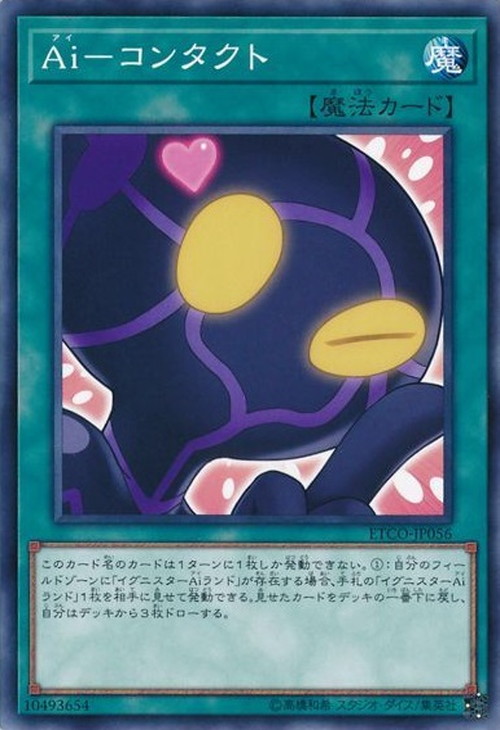 アイ
Ai－コンタクト
魔
まほう
【魔法カード】
ETCO-JP056
このカード名のカードは1ターンに1枚しか発動できない。①：自分のフィー
ルドゾーンに「イグニスターAiランド」が存在する場合、手札の「イグニスターAi
ランド」1枚を相手に見せて発動できる。見せたカードをデッキの一番下に戻し、
自分はデッキから3枚ドローする。
10493654
©高橋和希 スタジオ・ダイス/集英社